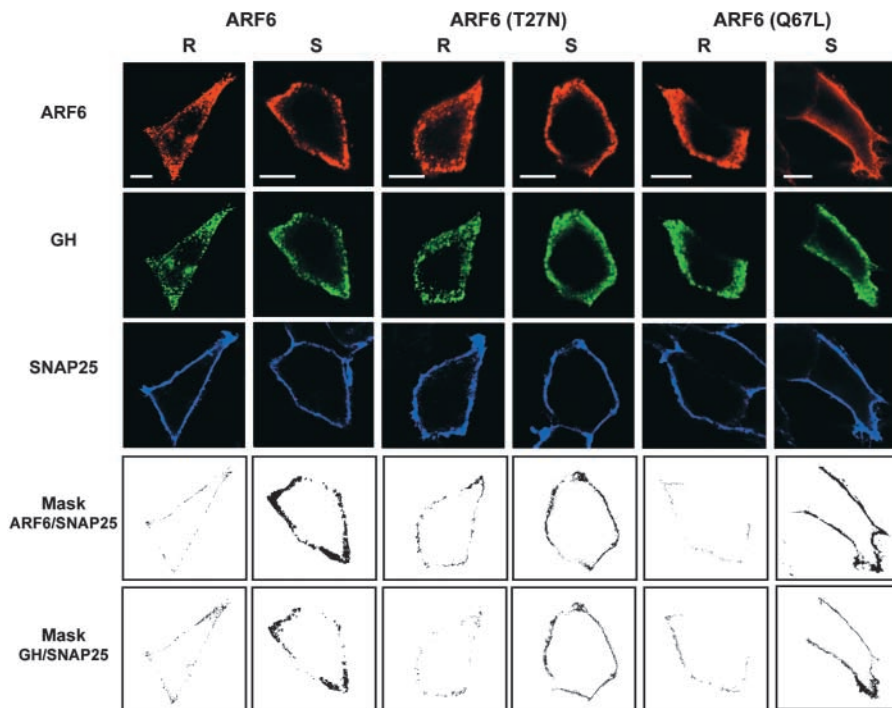 ARF6 ARF6 (T27N) ARF6 (Q67L)
R S R S R S
ARF6
GH
SNAP25
Mask
ARF6/SNAP25
Mask
GH/SNAP25